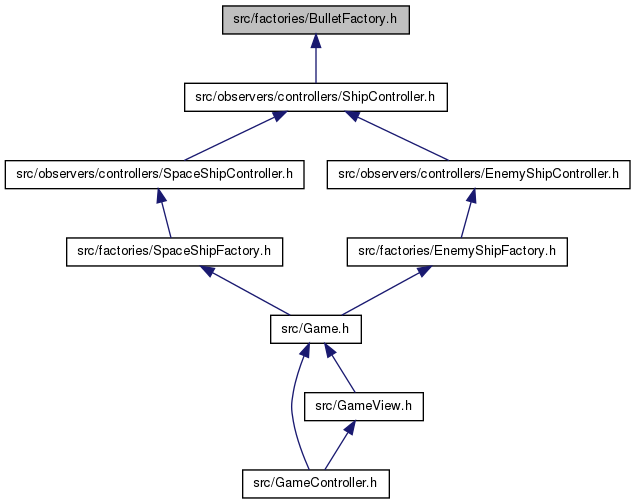 src/factories/BulletFactory.h
src/observers/controllers/ShipController.h
src/observers/controllers/SpaceShipController.h
src/observers/controllers/EnemyShipController.h
src/factories/SpaceShipFactory.h
src/factories/EnemyShipFactory.h
src/Game.h
src/GameView.h
src/GameController.h